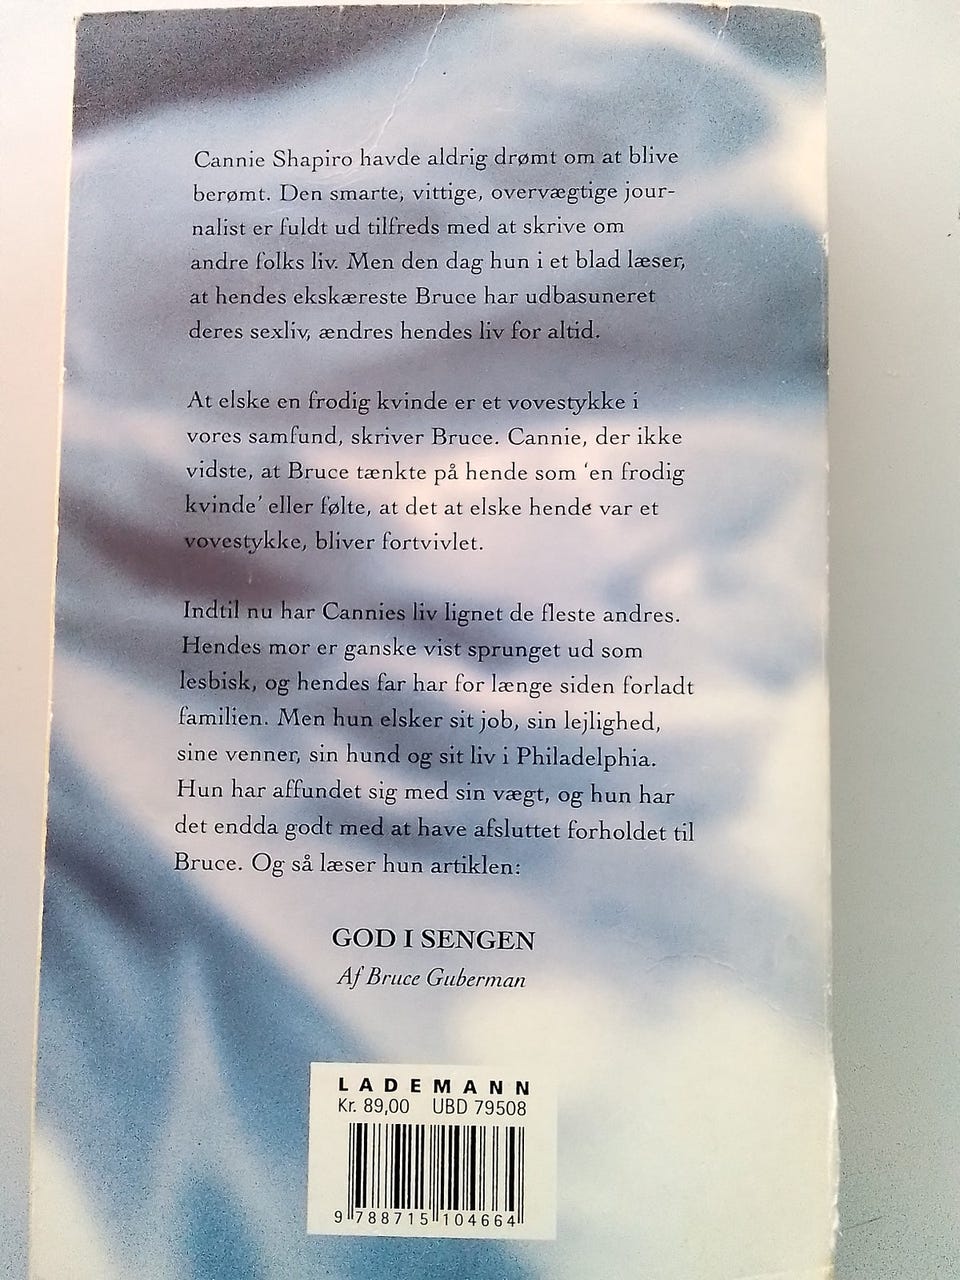 Cannie Shapiro havde aldrig drømt om at blive
berømt. Den smarte, vittige, overvægtige jour-
nalist er fuldt ud tilfreds med at skrive om
andre folks liv. Men den dag hun i et blad læser,
at hendes ekskæreste Bruce har udbasuneret
deres sexliv, ændres hendes liv for altid.
At elske en frodig kvinde er et vovestykke i
vores samfund, skriver Bruce. Cannie, der ikke
vidste, at Bruce tænkte på hende som ‘en frodig
kvinde’ eller følte, at det at elske hende var et
vovestykke, bliver fortvivlet.
Indtil nu har Cannies liv lignet de fleste andres.
Hendes mor er ganske vist sprunget ud som
lesbisk, og hendes far har for længe siden forladt
familien. Men hun elsker sit job, sin lejlighed,
sine venner, sin hund og sit liv i Philadelphia.
Hun har affundet sig med sin vægt, og hun har
det endda godt med at have afsluttet forholdet til
Bruce. Og så læser hun artiklen:
GOD I SENGEN
Af Bruce Guberman
LADEMANN
Kr. 89,00 UBD 79508
9 788715 104664